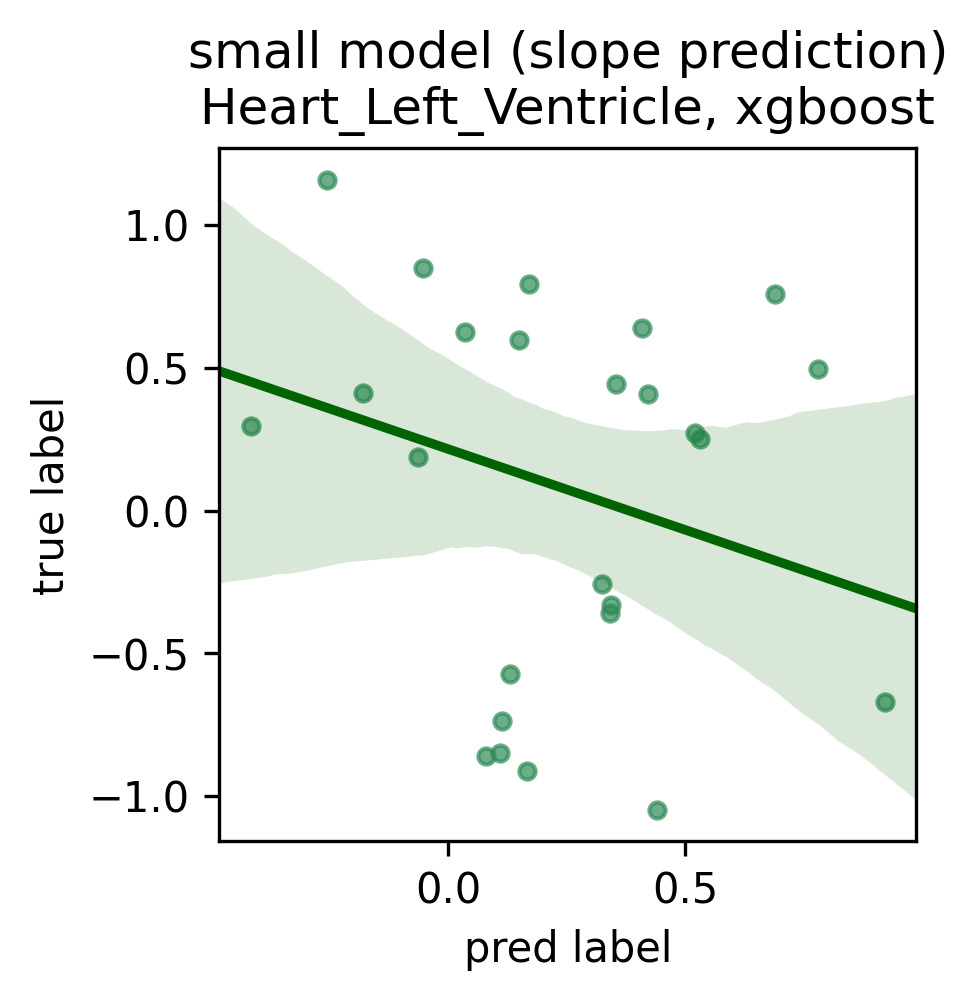 small model (slope prediction)
Heart_Left_Ventricle, xgboost
1.0
0.5
0.0
−0.5
−1.0
true label
0.0
0.5
pred label